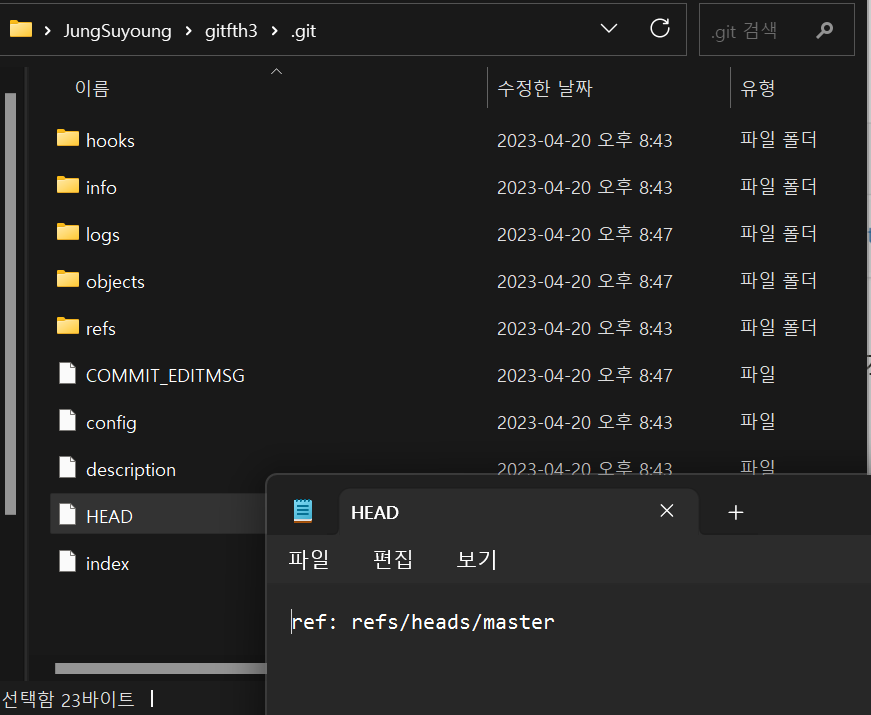 JungSuyoung gitfth3 .git .git 검색
이름 수정한 날짜 유형
hooks 2023-04-20 오후 8:43 파일 폴더
info 2023-04-20 오후 8:43 파일 폴더
logs 2023-04-20 오후 8:47 파일 폴더
objects 2023-04-20 오후 8:47 파일 폴더
refs 2023-04-20 오후 8:43 파일 폴더
COMMIT_EDITMSG 2023-04-20 오후 8:47 파일
config 2023-04-20 오후 8:43 파일
description 2023-04-20 오후 8:43 파일
HEAD
index
HEAD
파일 편집 보기
ref: refs/heads/master
선택함 23바이트